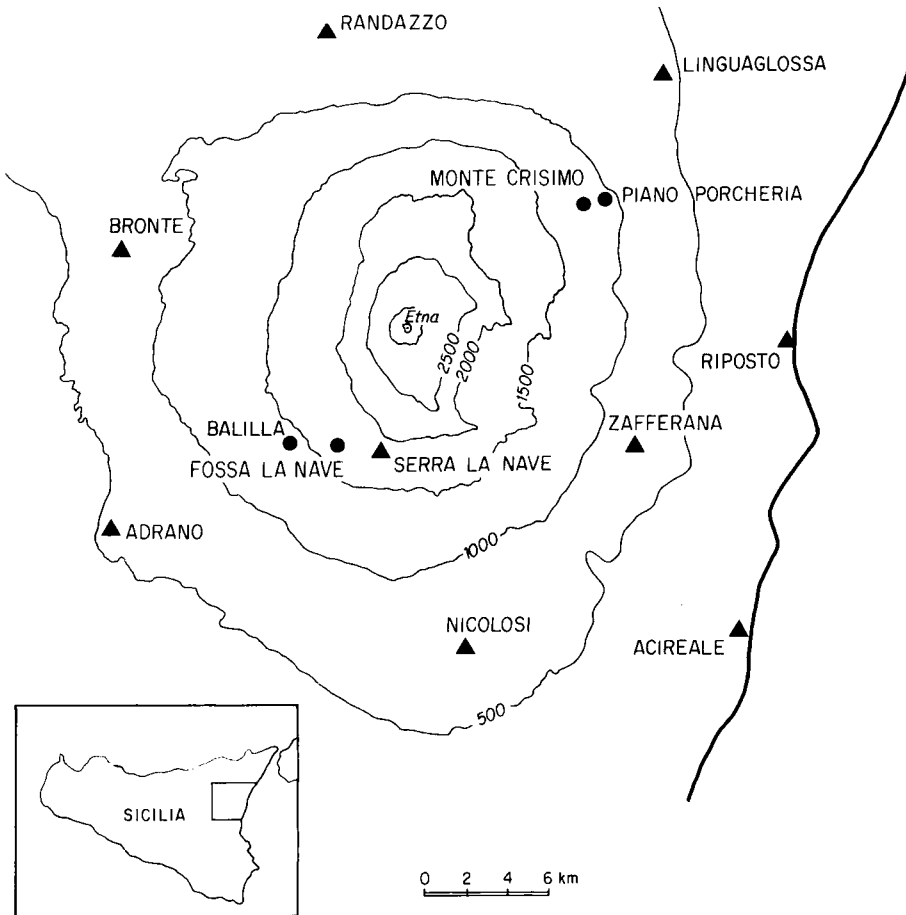 RANDAZZO
LINGUAGLOSSA
MONTE CRISIMO
PIANO PORCHERIA
BRONTE
Etna
2500
2000
1500
RIPOSTO
BALILLA
ZAFFERANA
FOSSA LA NAVE
SERRA LA NAVE
ADRANO
1000
NICOLOSI
ACIREALE
500
SICILIA
0 2 4 6 km